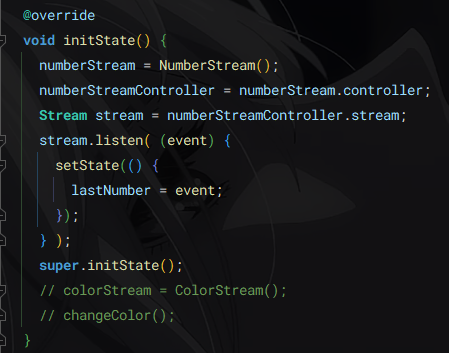 @override
void initState() {
numberStream = NumberStream();
numberStreamController = numberStream.controller;
Stream stream = numberStreamController.stream;
stream.listen( (event) {
setState(() {
lastNumber = event;
});
} );
super.initState();
// colorStream = ColorStream();
// changeColor();
}